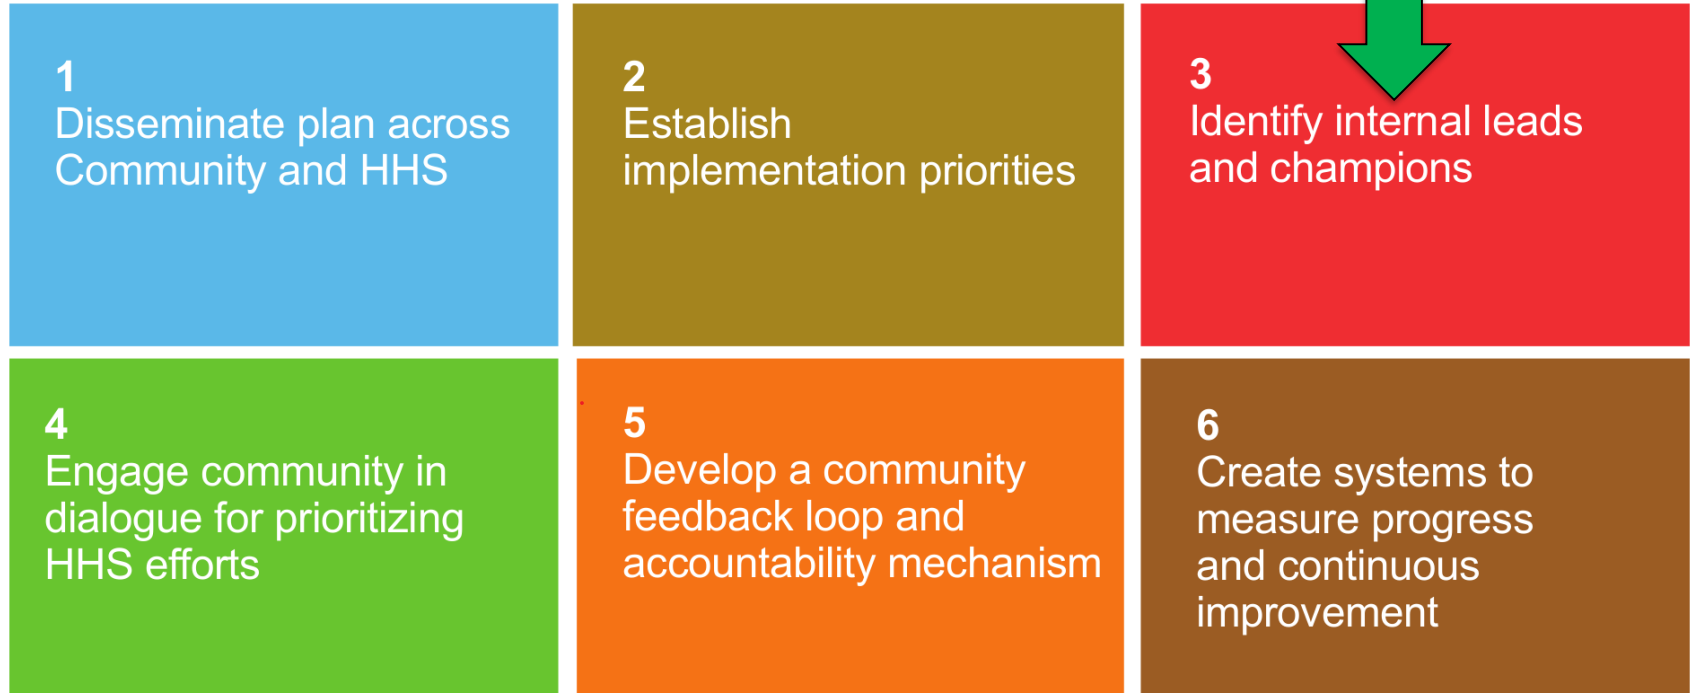 1
Disseminate plan across
Community and HHS
2
Establish
implementation priorities
3
Identify internal leads
and champions
4
Engage community in
dialogue for prioritizing
HHS efforts
5
Develop a community
feedback loop and
accountability mechanism
6
Create systems to
measure progress
and continuous
improvement